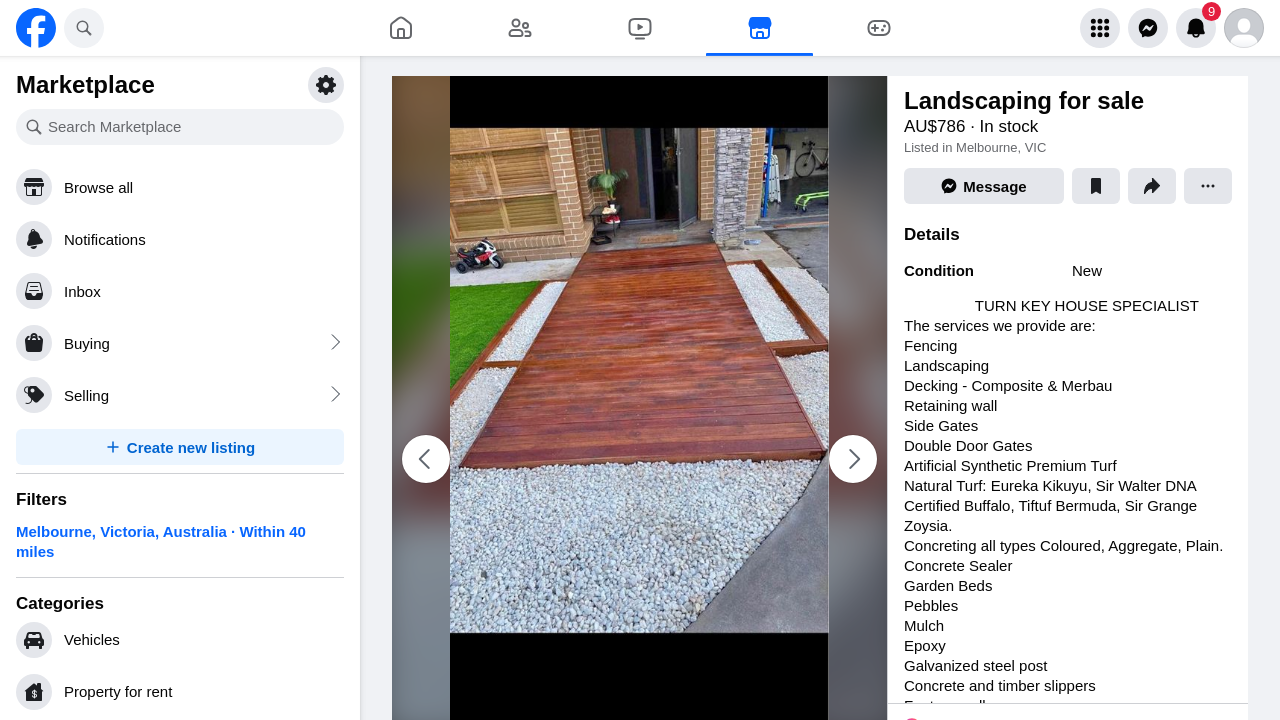 9
Marketplace
Search Marketplace
Browse all
Notifications
Inbox
Buying
Selling
Create new listing
Filters
Melbourne, Victoria, Australia · Within 40
miles
Categories
Vehicles
Property for rent
Landscaping for sale
AU$786 · In stock
Listed in Melbourne, VIC
Message
Details
Condition New
TURN KEY HOUSE SPECIALIST
The services we provide are:
Fencing
Landscaping
Decking - Composite & Merbau
Retaining wall
Side Gates
Double Door Gates
Artificial Synthetic Premium Turf
Natural Turf: Eureka Kikuyu, Sir Walter DNA
Certified Buffalo, Tiftuf Bermuda, Sir Grange
Zoysia.
Concreting all types Coloured, Aggregate, Plain.
Concrete Sealer
Garden Beds
Pebbles
Mulch
Epoxy
Galvanized steel post
Concrete and timber slippers